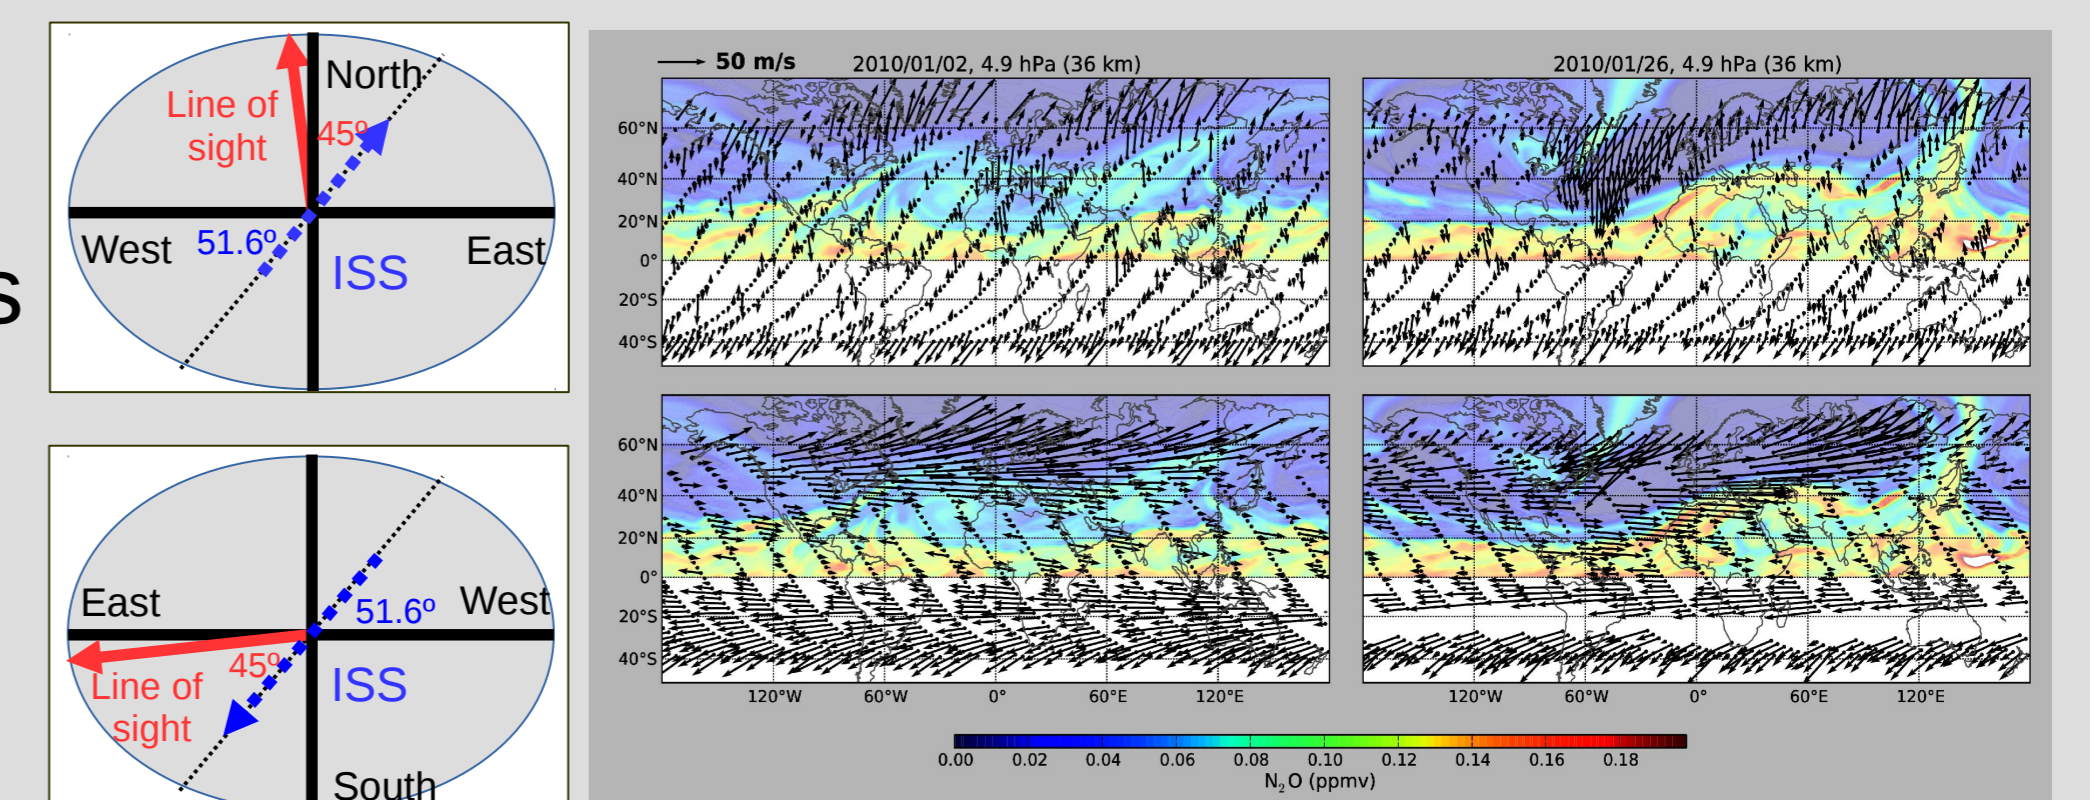 s
North
Line of
sight
45º
51.6º
West
East
ISS
East
West
51.6º
45º
ISS
Line of
sight
South
50 m/s
2010/01/02, 4.9 hPa (36 km)
2010/01/26, 4.9 hPa (36 km)
60°N
40°N
20°N
0°
20°S
40°S
60°N
40°N
20°N
0°
20°S
40°S
120°W 60°W 0° 60°E 120°E
120°W 60°W 0° 60°E 120°E
0.00 0.02 0.04 0.06 0.08 0.10 0.12 0.14 0.16 0.18
N₂O (ppmv)